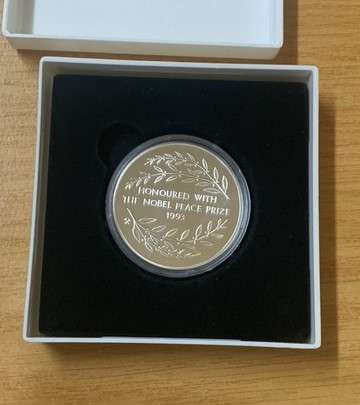 HONOURED WITH
THE NOBEL PEACE PRIZE
1993